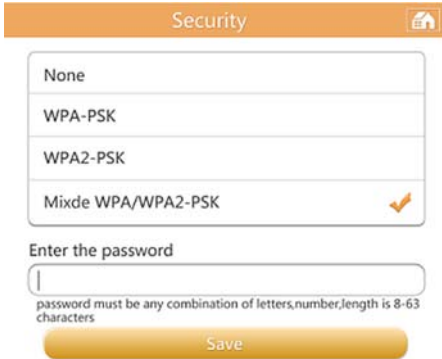 Security
None
WPA-PSK
WPA2-PSK
Mixde WPA/WPA2-PSK
Enter the password
password must be any combination of letters,number,length is 8-63
characters
Save